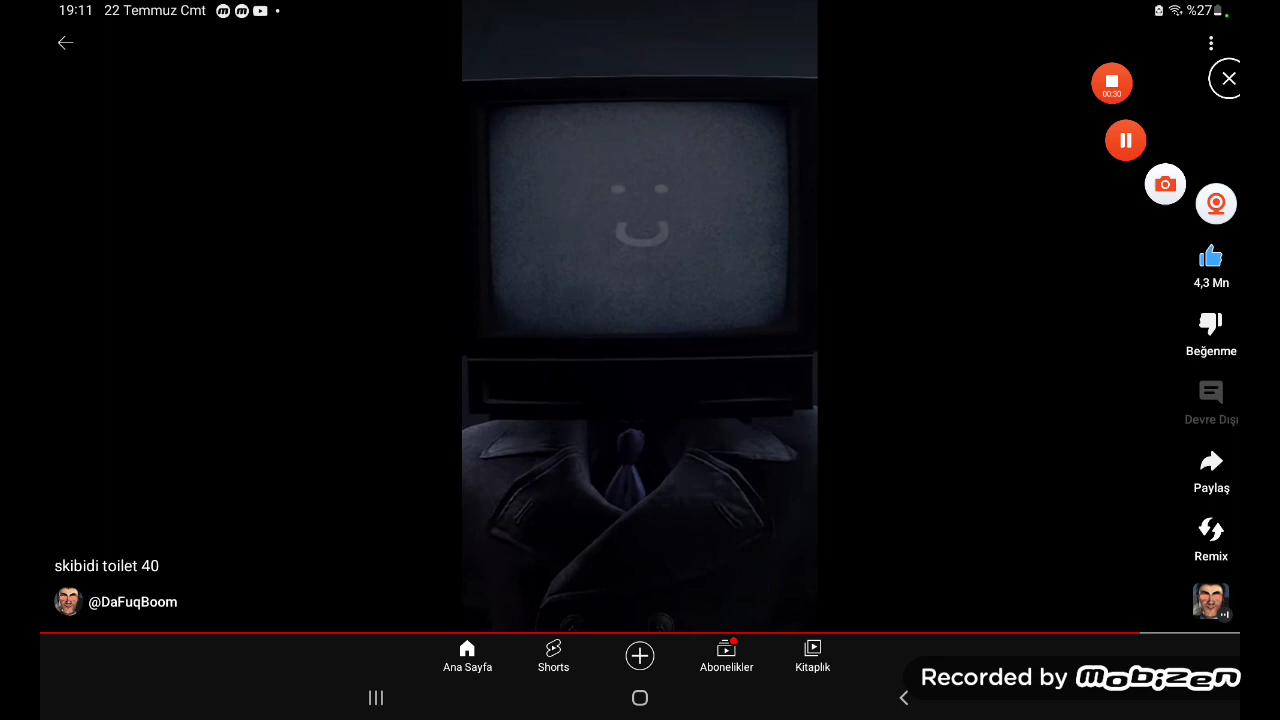 19:11 22 Temmuz Cmt
%27
00:30
4,3 Mn
Beğenme
Devre Dışı
Paylaş
Remix
skibidi toilet 40
@DaFuqBoom
Ana Sayfa
Shorts
Abonelikler
Kitaplık
Recorded by mobizen